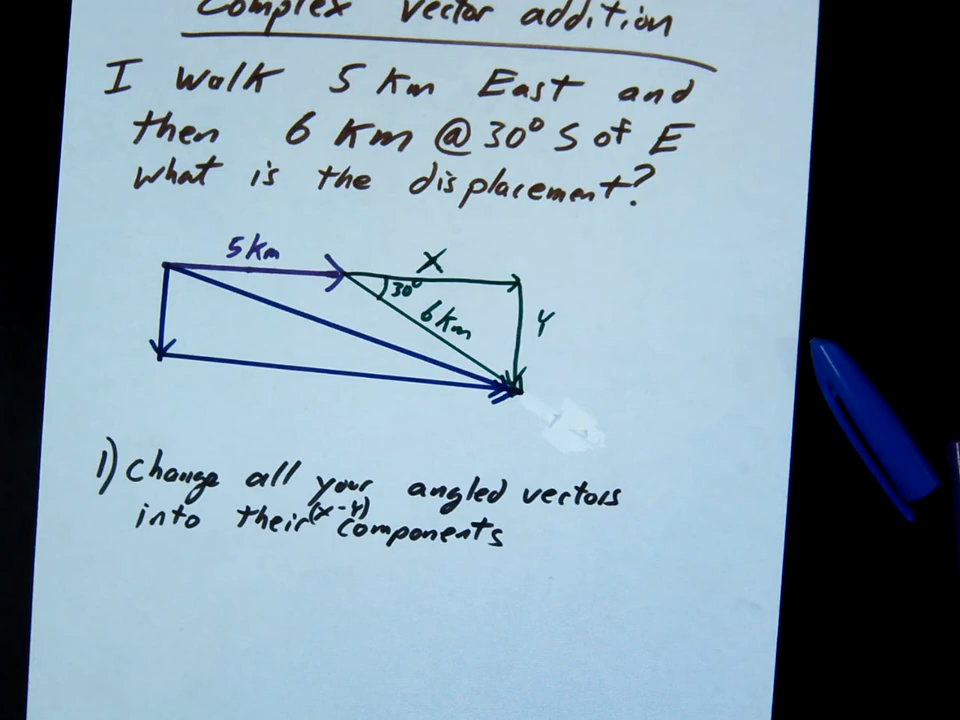 Complex Vector addition
I walk 5 Km East and
then 6 Km @ 30° S of E
what is the displacement?
5 Km
X
30°
6 Km
Y
1) Change all your angled vectors
into their (x-y) components